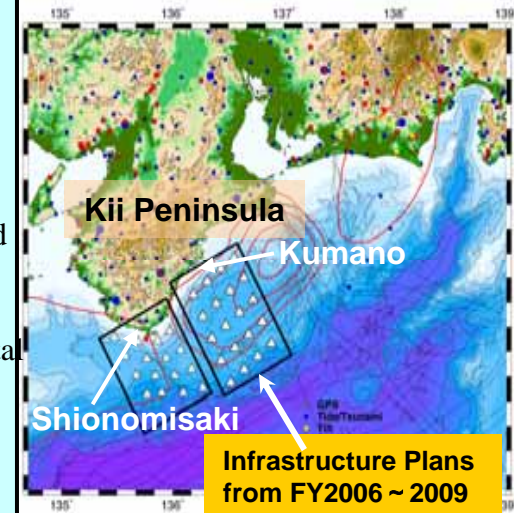 135˚ 136˚ 137˚ 138˚ 139
d
Kii Peninsula
Kumano
al
Shionomisaki
GPS
Tide/Tsunami
Tilt
Infrastructure Plans
from FY2006 ~ 2009
135˚ 136˚ 139